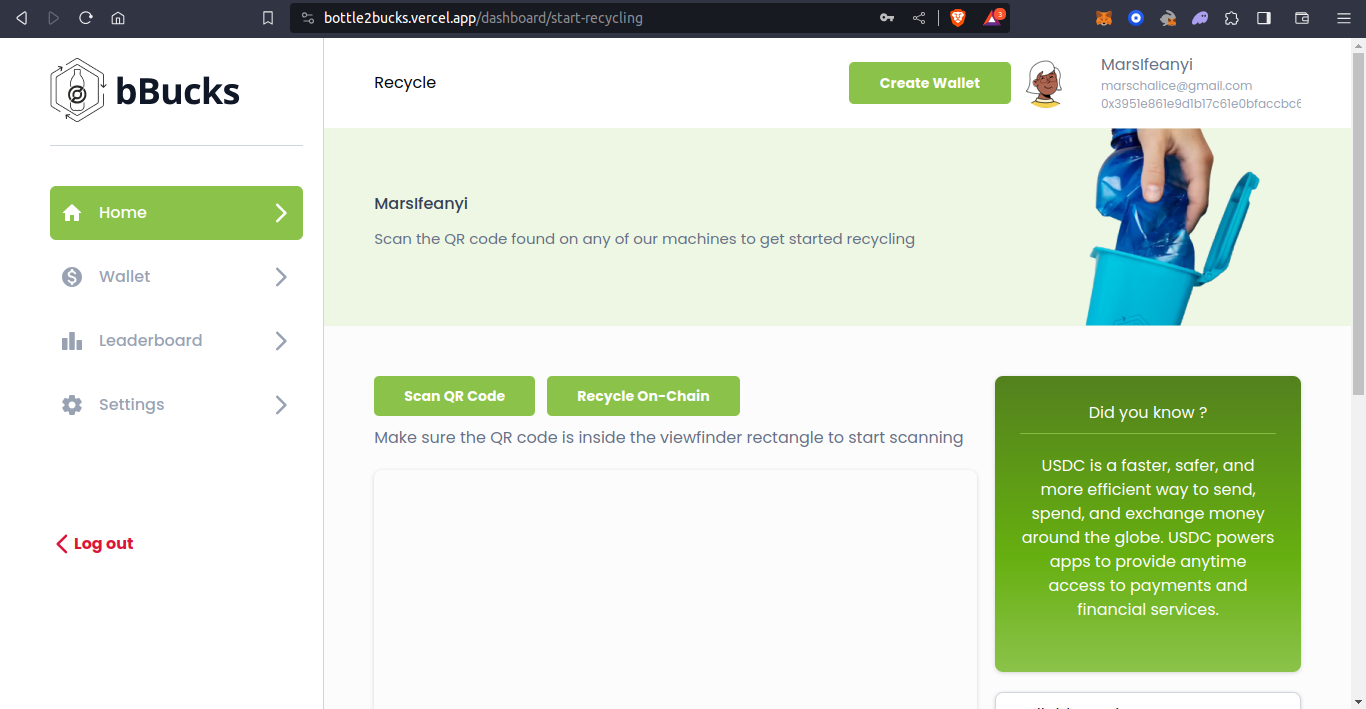 bottle2bucks.vercel.app/dashboard/start-recycling
3
bBucks
Recycle
Create Wallet
MarsIfeanyi
marschalice@gmail.com
0x3951e861e9d1b17c61e0bfaccbc6
Home
Wallet
Leaderboard
Settings
Log out
MarsIfeanyi
Scan the QR code found on any of our machines to get started recycling
Scan QR Code
Recycle On-Chain
Make sure the QR code is inside the viewfinder rectangle to start scanning
Did you know ?
USDC is a faster, safer, and
more efficient way to send,
spend, and exchange money
around the globe. USDC powers
apps to provide anytime
access to payments and
financial services.